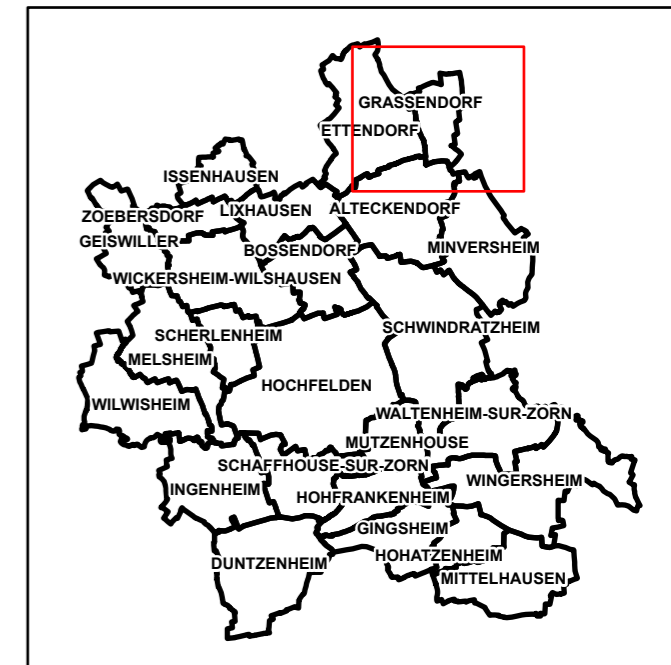 GRASSENDORF
ETTENDORF
ISSENHAUSEN
ZOEBERSDORF
LIXHAUSEN
ALTECKENDORF
GEISWILLER
BOSSENDORF
MINVERSHEIM
WICKERSHEIM-WILSHAUSEN
SCHERLENHEIM
SCHWINDRATZHEIM
MELSHEIM
HOCHFELDEN
WILWISHEIM
WALTENHEIM-SUR-ZORN
MUTZENHOUSE
SCHAFFHOUSE-SUR-ZORN
INGENHEIM
WINGERSHEIM
HOHFRANKENHEIM
GINGSHEIM
DUNTZENHEIM
HOHATZENHEIM
MITTELHAUSEN